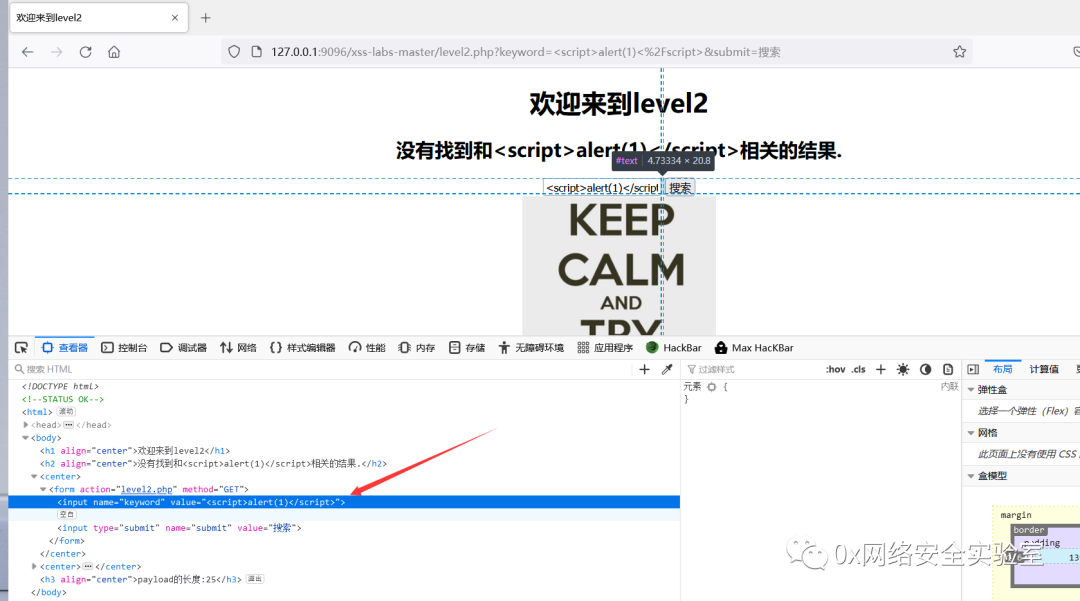 欢迎来到level2
127.0.0.1:9096/xss-labs-master/level2.php?keyword=<script>alert(1)<%2Fscript>&submit=搜索
欢迎来到level2
没有找到和<script>alert(1)</script>相关的结果.
#text 4.73334 × 20.8
<script>alert(1)</script 搜索
KEEP
CALM
AND
TRY
查看器 控制台 调试器 网络 {} 样式编辑器 性能 内存 存储 无障碍环境 应用程序 HackBar Max HacKBar
搜索 HTML
过滤样式 :hov .cls
布局 计算值
<!DOCTYPE html>
<!--STATUS OK-->
<html> 滚动
<head> ... </head>
<body>
<h1 align="center">欢迎来到level2</h1>
<h2 align="center">没有找到和<script>alert(1)</script>相关的结果.</h2>
<center>
<form action="level2.php" method="GET">
<input name="keyword" value="<script>alert(1)</script>">
空白
<input type="submit" name="submit" value="搜索">
</form>
</center>
<center> ... </center>
<h3 align="center">payload的长度:25</h3> 溢出
</body>
元素 { 内联
}
弹性盒
选择一个弹性（Flex）容
网格
此页面上没有使用 CSS
盒模型
margin
border
padding
0x网络安全实验室